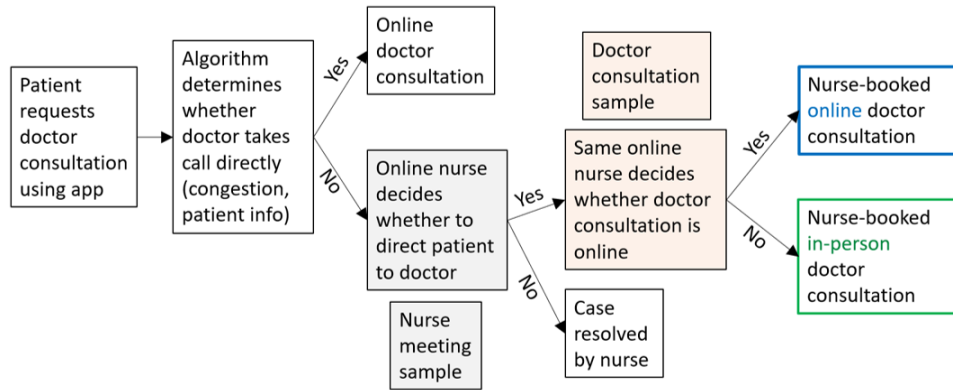 Patient
requests
doctor
consultation
using app
Algorithm
determines
whether
doctor takes
call directly
(congestion,
patient info)
Yes
No
Online
doctor
consultation
Online nurse
decides
whether to
direct patient
to doctor
Nurse
meeting
sample
Yes
No
Doctor
consultation
sample
Same online
nurse decides
whether doctor
consultation is
online
Case
resolved
by nurse
Yes
No
Nurse-booked
online doctor
consultation
Nurse-booked
in-person
doctor
consultation